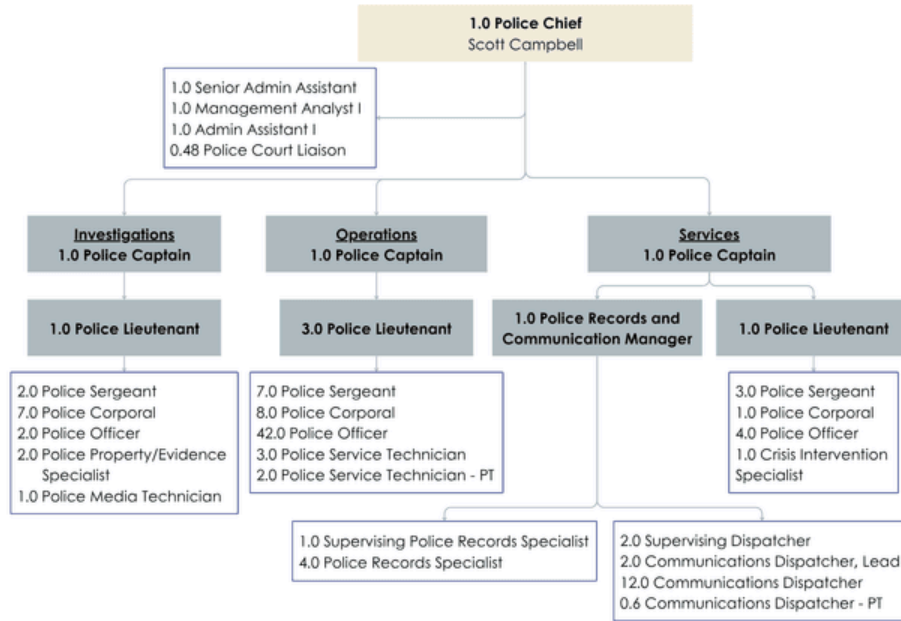 1.0 Police Chief
Scott Campbell
1.0 Senior Admin Assistant
1.0 Management Analyst I
1.0 Admin Assistant I
0.48 Police Court Liaison
Investigations
1.0 Police Captain
Operations
1.0 Police Captain
Services
1.0 Police Captain
1.0 Police Lieutenant
3.0 Police Lieutenant
1.0 Police Records and
Communication Manager
1.0 Police Lieutenant
2.0 Police Sergeant
7.0 Police Corporal
2.0 Police Officer
2.0 Police Property/Evidence
Specialist
1.0 Police Media Technician
7.0 Police Sergeant
8.0 Police Corporal
42.0 Police Officer
3.0 Police Service Technician
2.0 Police Service Technician - PT
3.0 Police Sergeant
1.0 Police Corporal
4.0 Police Officer
1.0 Crisis Intervention
Specialist
1.0 Supervising Police Records Specialist
4.0 Police Records Specialist
2.0 Supervising Dispatcher
2.0 Communications Dispatcher, Lead
12.0 Communications Dispatcher
0.6 Communications Dispatcher - PT